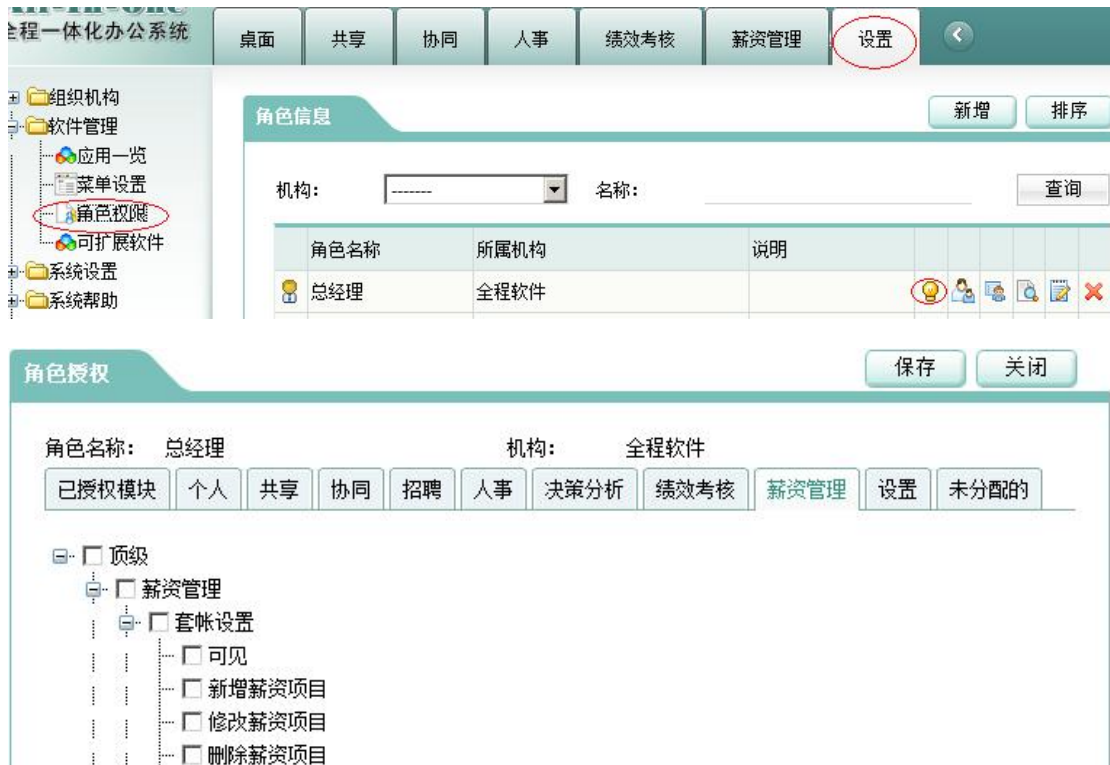 全程一体化办公系统
桌面 共享 协同 人事 绩效考核 薪资管理 设置
组织机构
软件管理
应用一览
菜单设置
角色权限
可扩展软件
系统设置
系统帮助
角色信息 新增 排序
机构: ------- 名称: 查询
角色名称 所属机构 说明
总经理 全程软件
角色授权 保存 关闭
角色名称: 总经理 机构: 全程软件
已授权模块 个人 共享 协同 招聘 人事 决策分析 绩效考核 薪资管理 设置 未分配的
顶级
薪资管理
套帐设置
可见
新增薪资项目
修改薪资项目
删除薪资项目